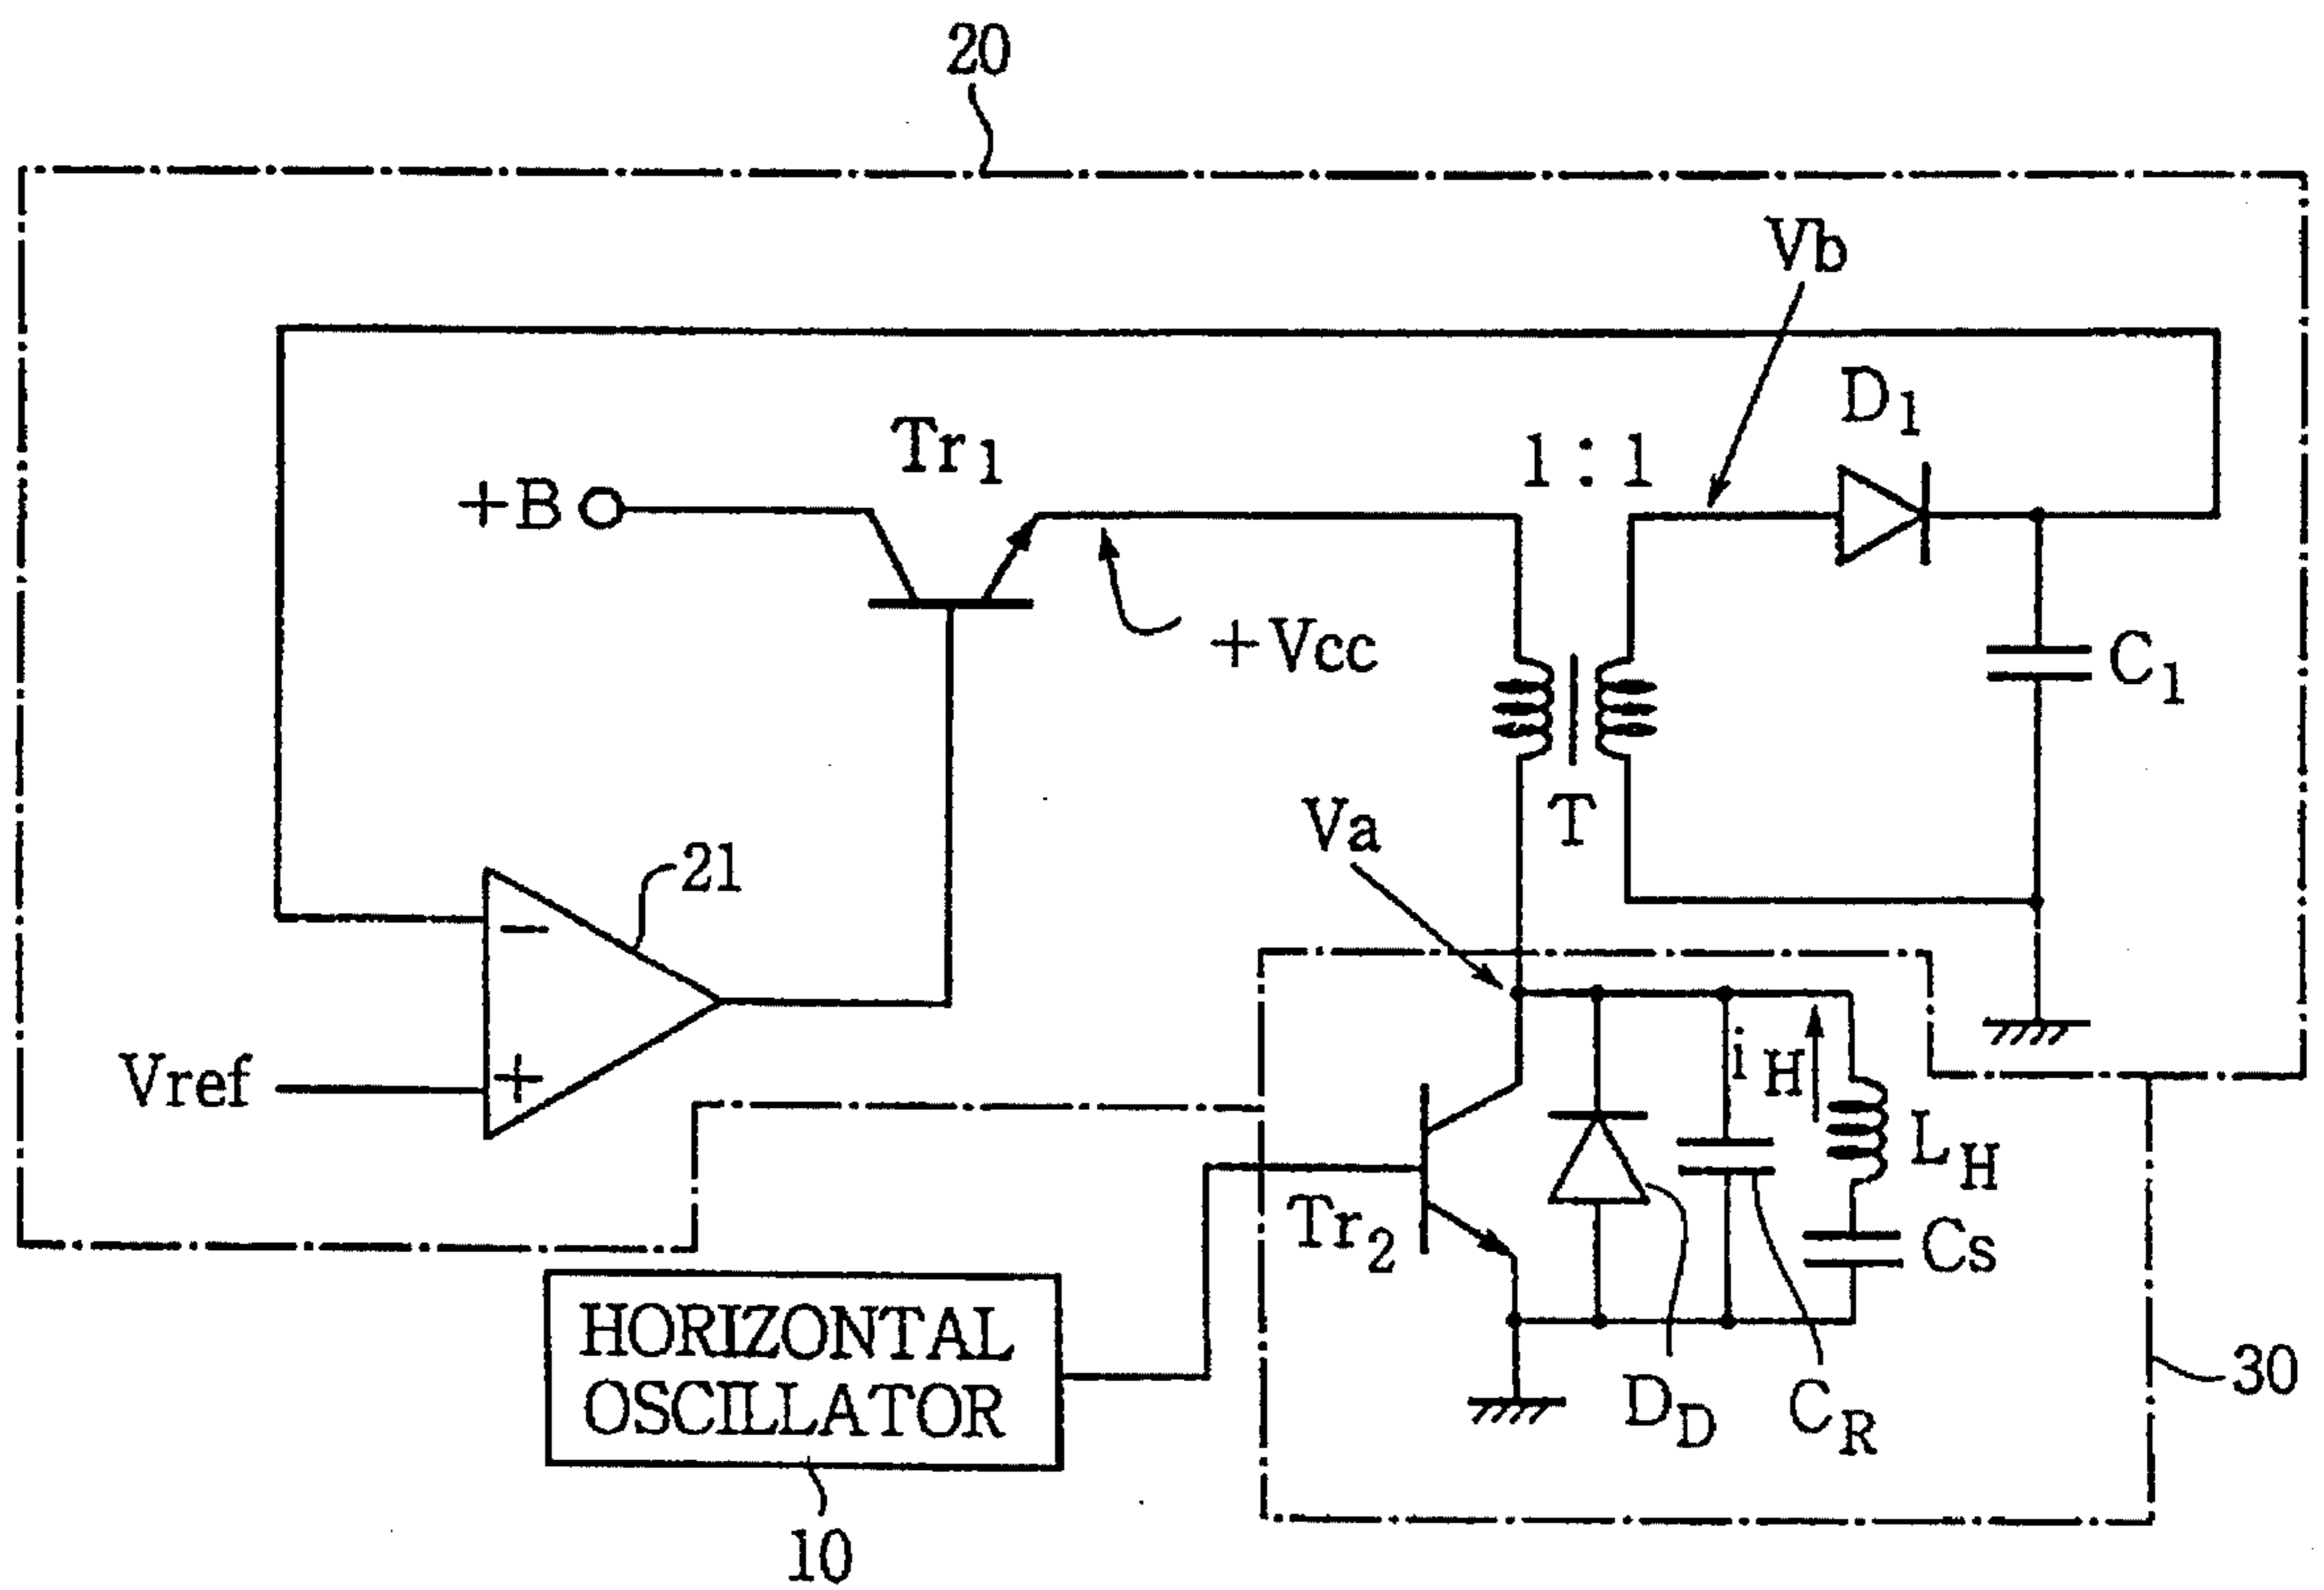 20
Vb
D1
Tr1
1 : 1
+B
+Vcc
C1
T
Va
21
−
+
Vref
iH
LH
Tr2
Cs
HORIZONTAL
OSCILLATOR
DD
CR
30
10